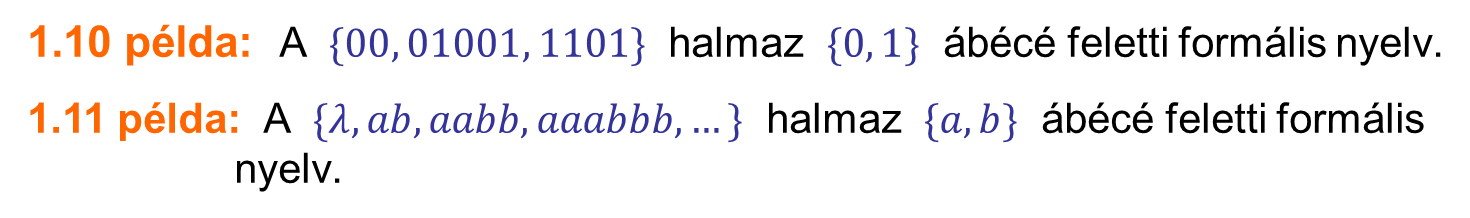 1.10 példa: A {00, 01001, 1101} halmaz {0, 1} ábécé feletti formális nyelv.
1.11 példa: A {λ, ab, aabb, aaabbb, … } halmaz {a, b} ábécé feletti formális
nyelv.